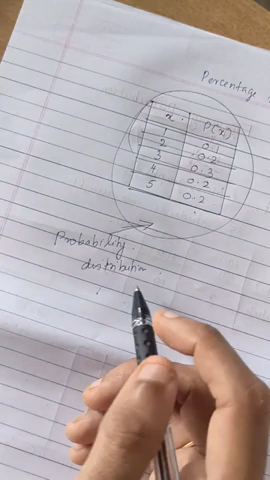 Percentage
x P(x)
1 0.1
2 0.2
3 0.3
4 0.2
5 0.2
Probability
distribution